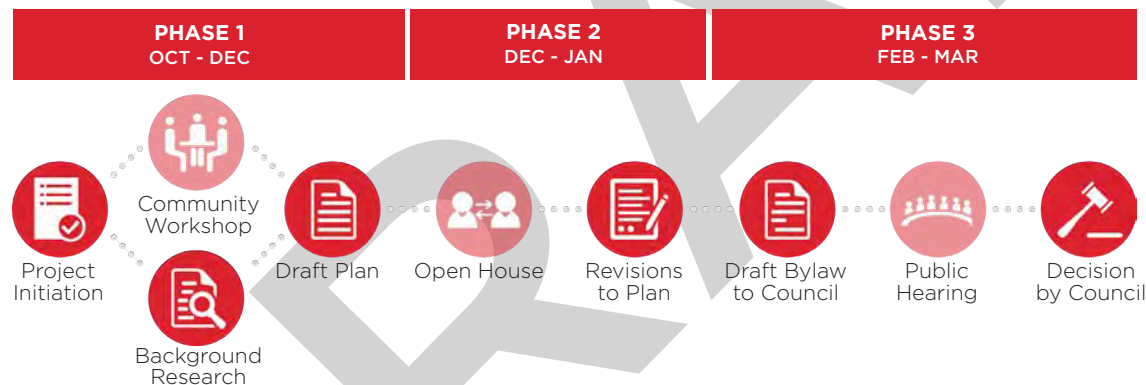 PHASE 1
OCT - DEC
PHASE 2
DEC - JAN
PHASE 3
FEB - MAR
Project
Initiation
Community
Workshop
Background
Research
Draft Plan
Open House
Revisions
to Plan
Draft Bylaw
to Council
Public
Hearing
Decision
by Council